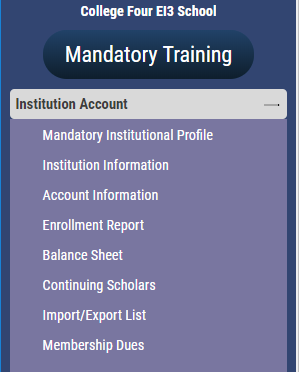 College Four EI3 School
Mandatory Training
Institution Account
Mandatory Institutional Profile
Institution Information
Account Information
Enrollment Report
Balance Sheet
Continuing Scholars
Import/Export List
Membership Dues